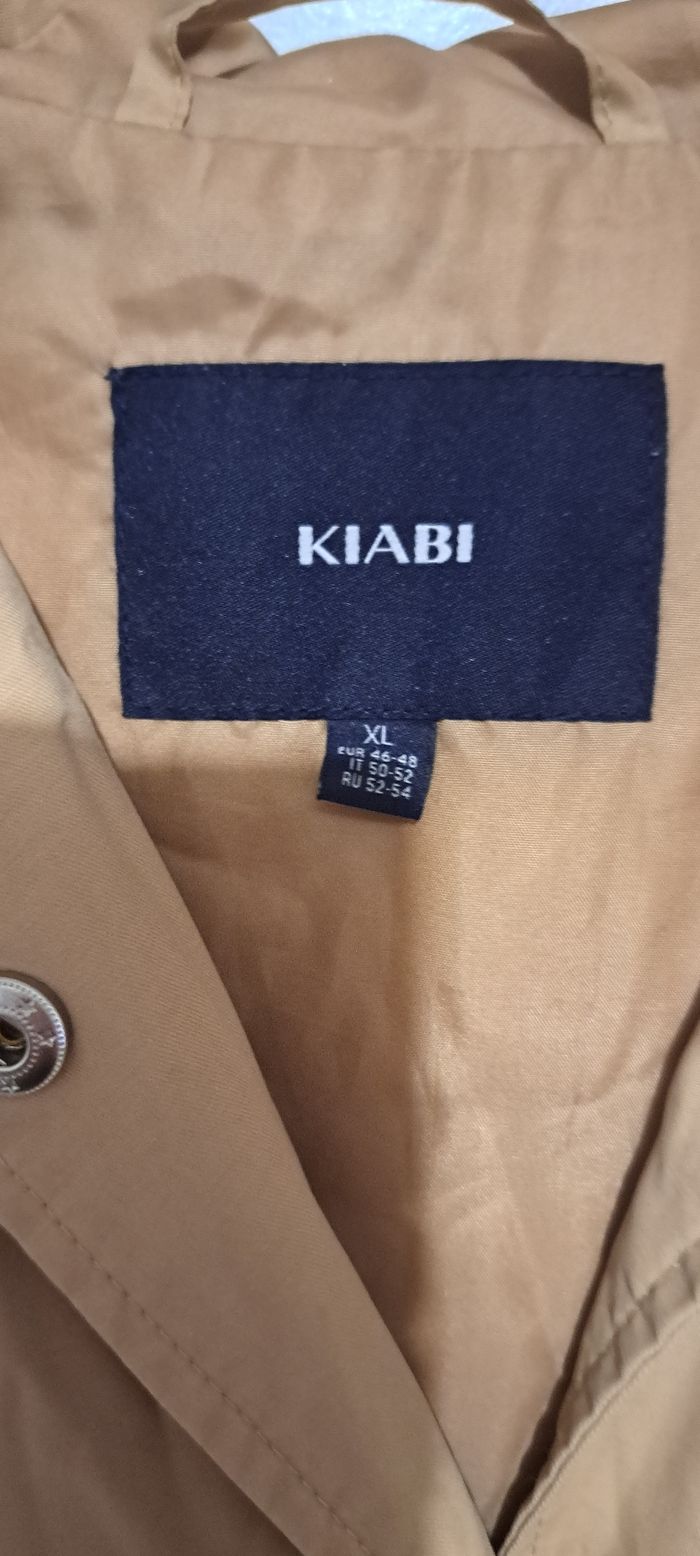 KIABI
XL
EUR 46-48
IT 50-52
RU 52-54